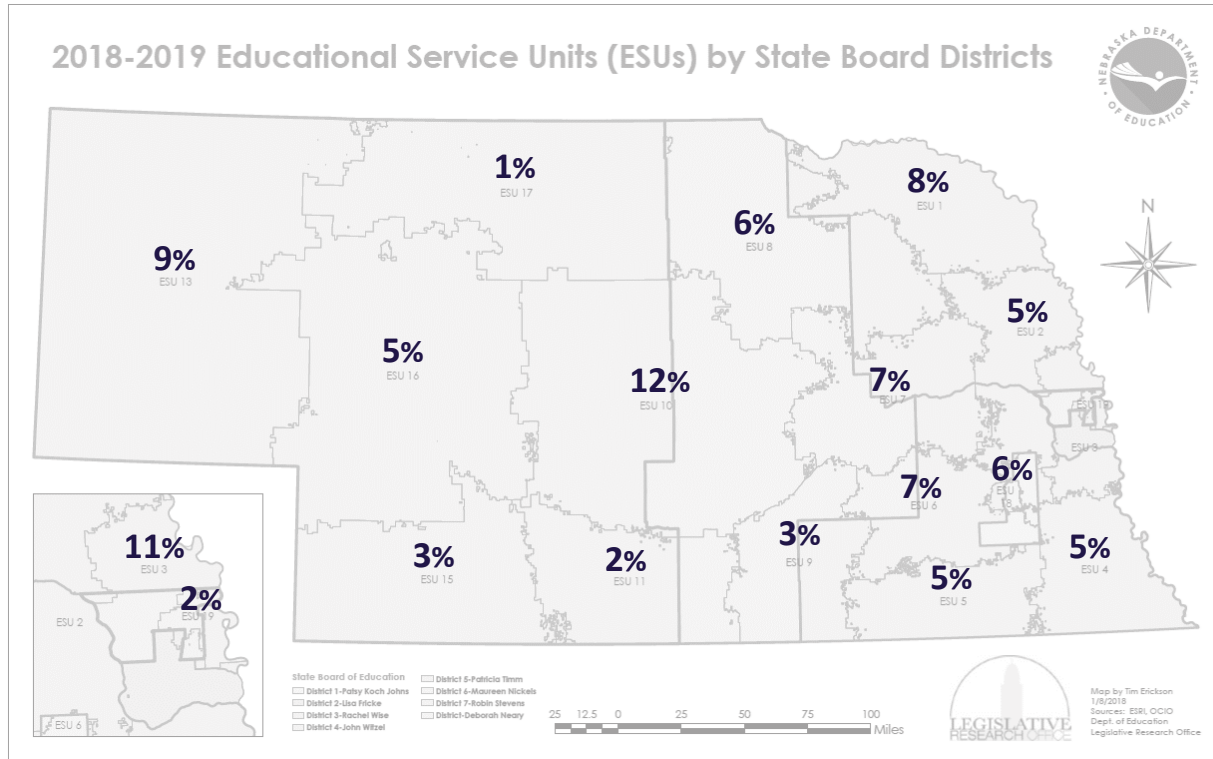 2018-2019 Educational Service Units (ESUs) by State Board Districts
NEBRASKA DEPARTMENT
OF EDUCATION
1%
ESU 17
8%
ESU 1
6%
ESU 8
N
9%
ESU 13
5%
ESU 2
5%
ESU 16
12%
ESU 10
7%
ESU 7
ESU 19
ESU 3
6%
ESU
18
7%
ESU 6
3%
ESU 9
5%
ESU 4
3%
ESU 15
2%
ESU 11
5%
ESU 5
11%
ESU 3
2%
ESU 19
ESU 2
ESU 6
State Board of Education
District 1-Patsy Koch Johns
District 2-Lisa Fricke
District 3-Rachel Wise
District 4-John Witzel
District 5-Patricia Timm
District 6-Maureen Nickels
District 7-Robin Stevens
District-Deborah Neary
25 12.5 0 25 50 75 100
Miles
LEGISLATIVE
RESEARCH OFFICE
Map by Tim Erickson
1/8/2018
Sources: ESRI, OCIO
Dept. of Education
Legislative Research Office